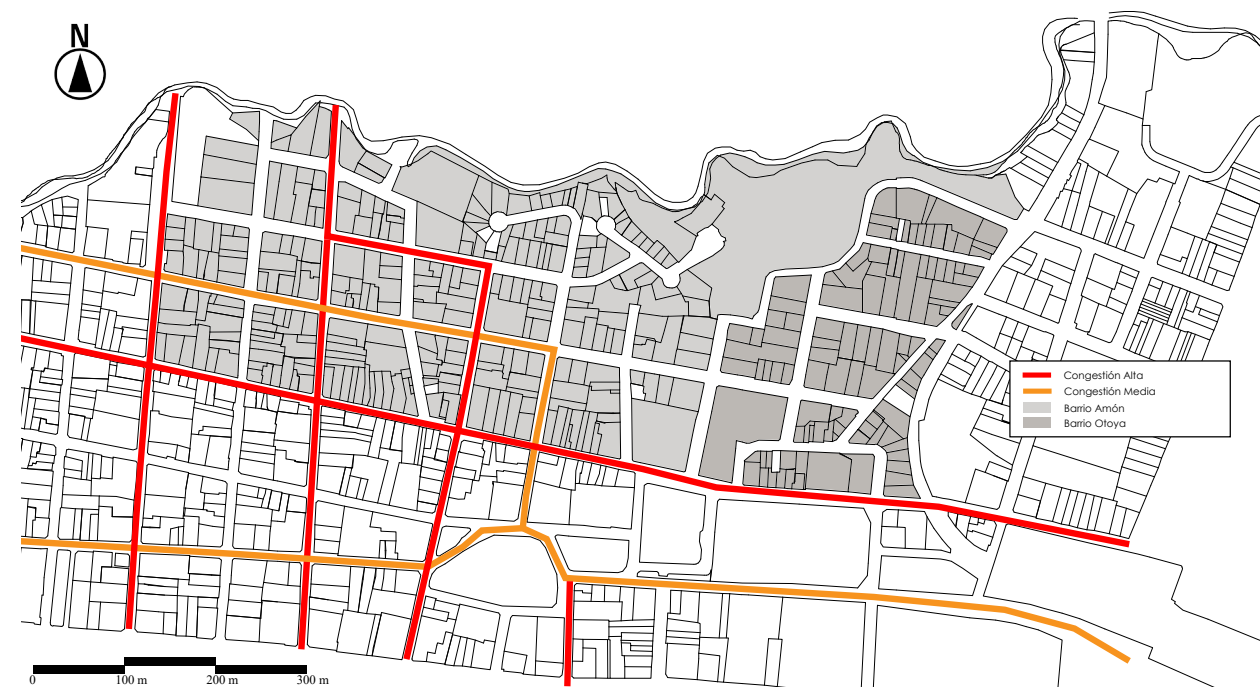 N
Congestión Alta
Congestión Media
Barrio Amón
Barrio Otoya
0 100 m 200 m 300 m